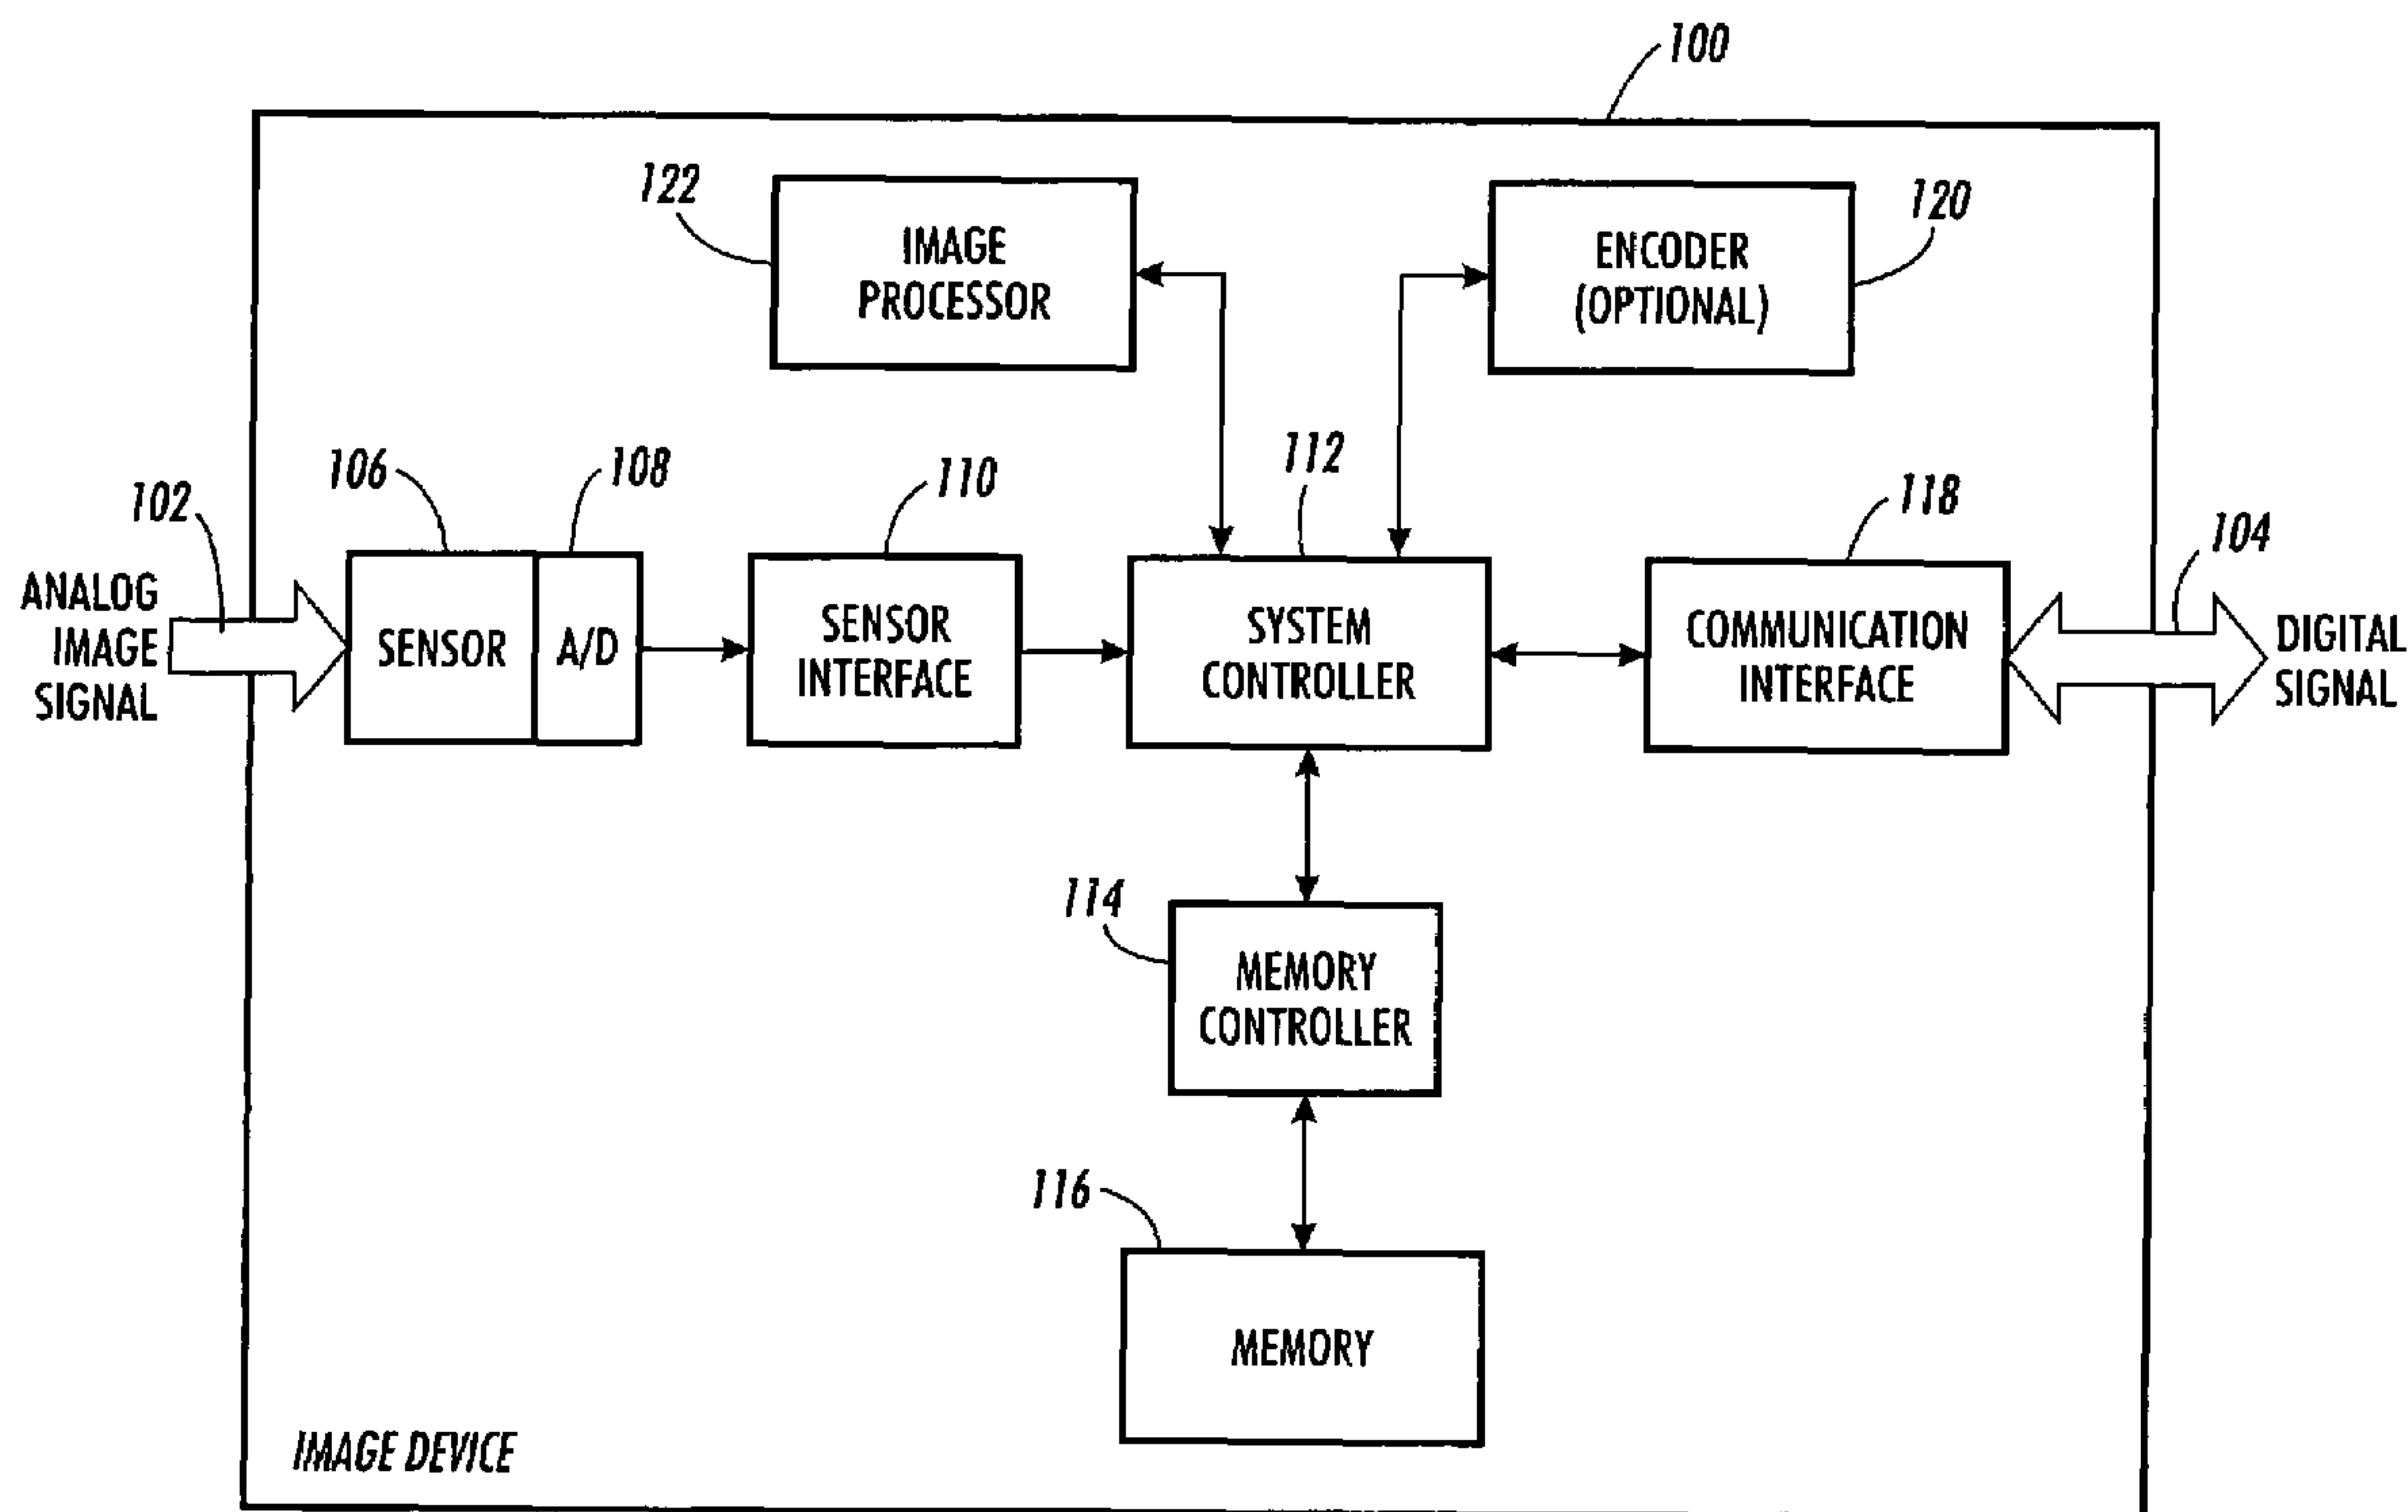 100
122
IMAGE
PROCESSOR
ENCODER
(OPTIONAL)
120
102
106
108
110
112
118
104
ANALOG
IMAGE
SIGNAL
SENSOR
A/D
SENSOR
INTERFACE
SYSTEM
CONTROLLER
COMMUNICATION
INTERFACE
DIGITAL
SIGNAL
114
MEMORY
CONTROLLER
116
MEMORY
IMAGE DEVICE